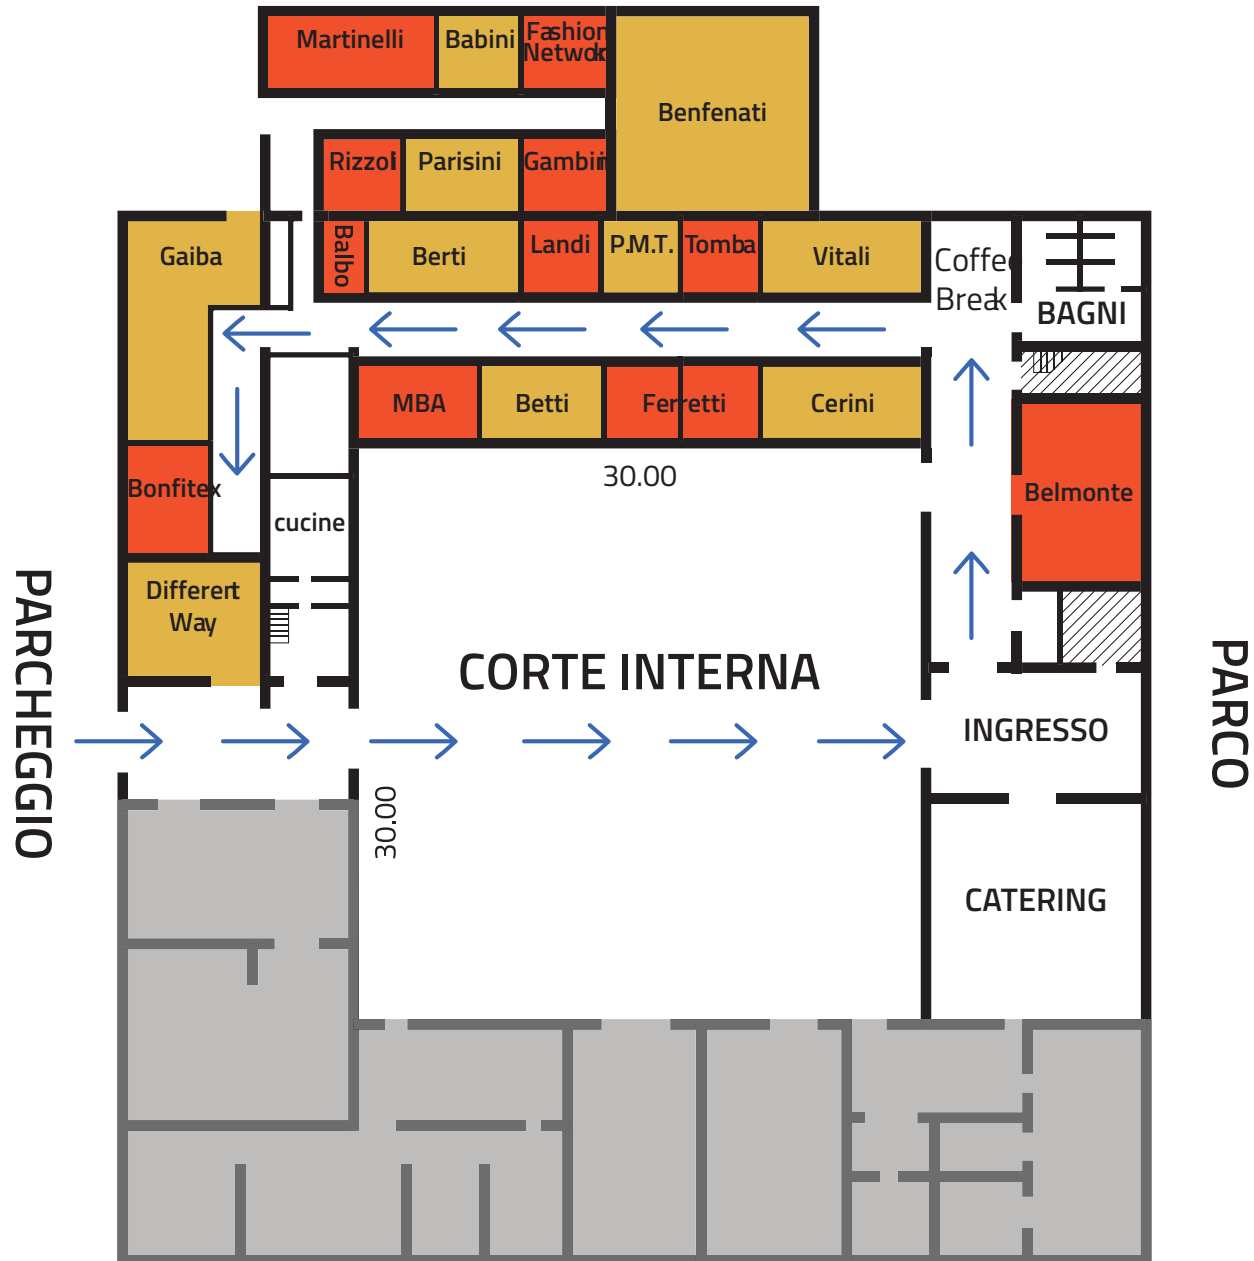 Martinelli
Babini
Fashion
Network
Benfenati
Rizzoli
Parisini
Gambini
Gaiba
Balbo
Berti
Landi
P.M.T.
Tomba
Vitali
Coffee
Break
BAGNI
MBA
Betti
Ferretti
Cerini
30.00
Bonfitex
cucine
Belmonte
Different
Way
PARCHEGGIO
CORTE INTERNA
PARCO
INGRESSO
30.00
CATERING